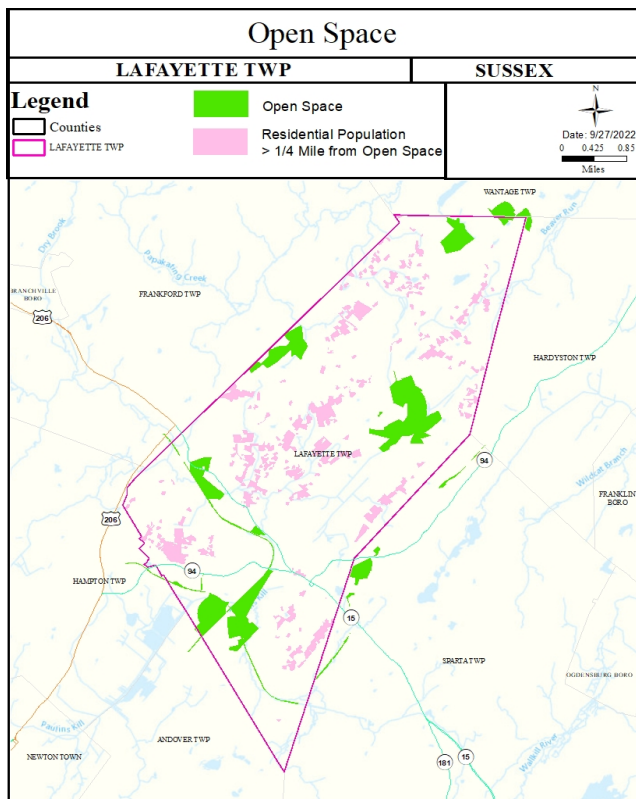 Open Space
LAFAYETTE TWP
SUSSEX
Legend
Counties
LAFAYETTE TWP
Open Space
Residential Population
> 1/4 Mile from Open Space
N
Date: 9/27/2022
0 0.425 0.85
Miles
WANTAGE TWP
Beaver Run
Dry Brook
Papakating Creek
FRANKFORD TWP
BRANCHVILLE
BORO
206
HARDYSTON TWP
LAFAYETTE TWP
94
Wildcat Branch
FRANKLIN
BORO
206
94
HAMPTON TWP
15
SPARTA TWP
OGDENSBURG BORO
Paulins Kill
ANDOVER TWP
NEWTON TOWN
Wallkill River
181
15